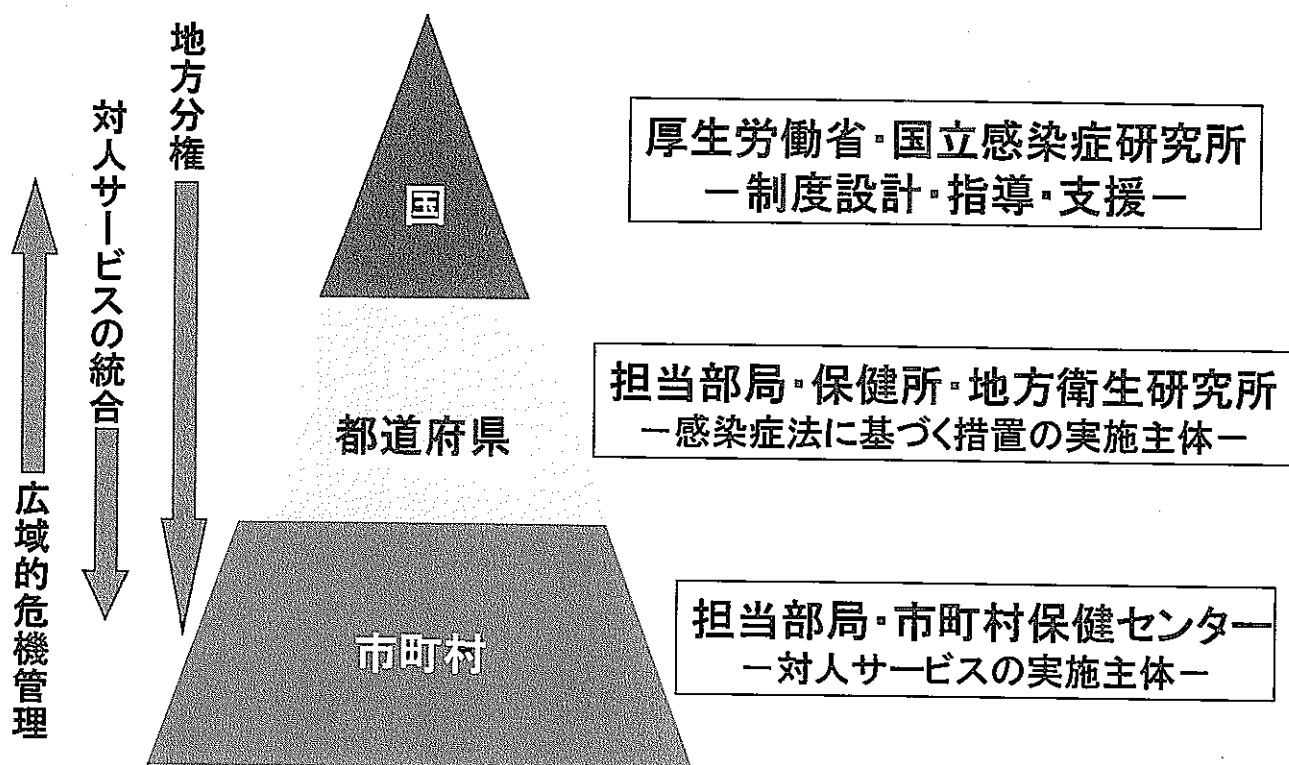 地方分権
対人サービスの統合
広域的危機管理
国
厚生労働省・国立感染症研究所
－制度設計・指導・支援－
都道府県
担当部局・保健所・地方衛生研究所
－感染症法に基づく措置の実施主体－
市町村
担当部局・市町村保健センター
－対人サービスの実施主体－